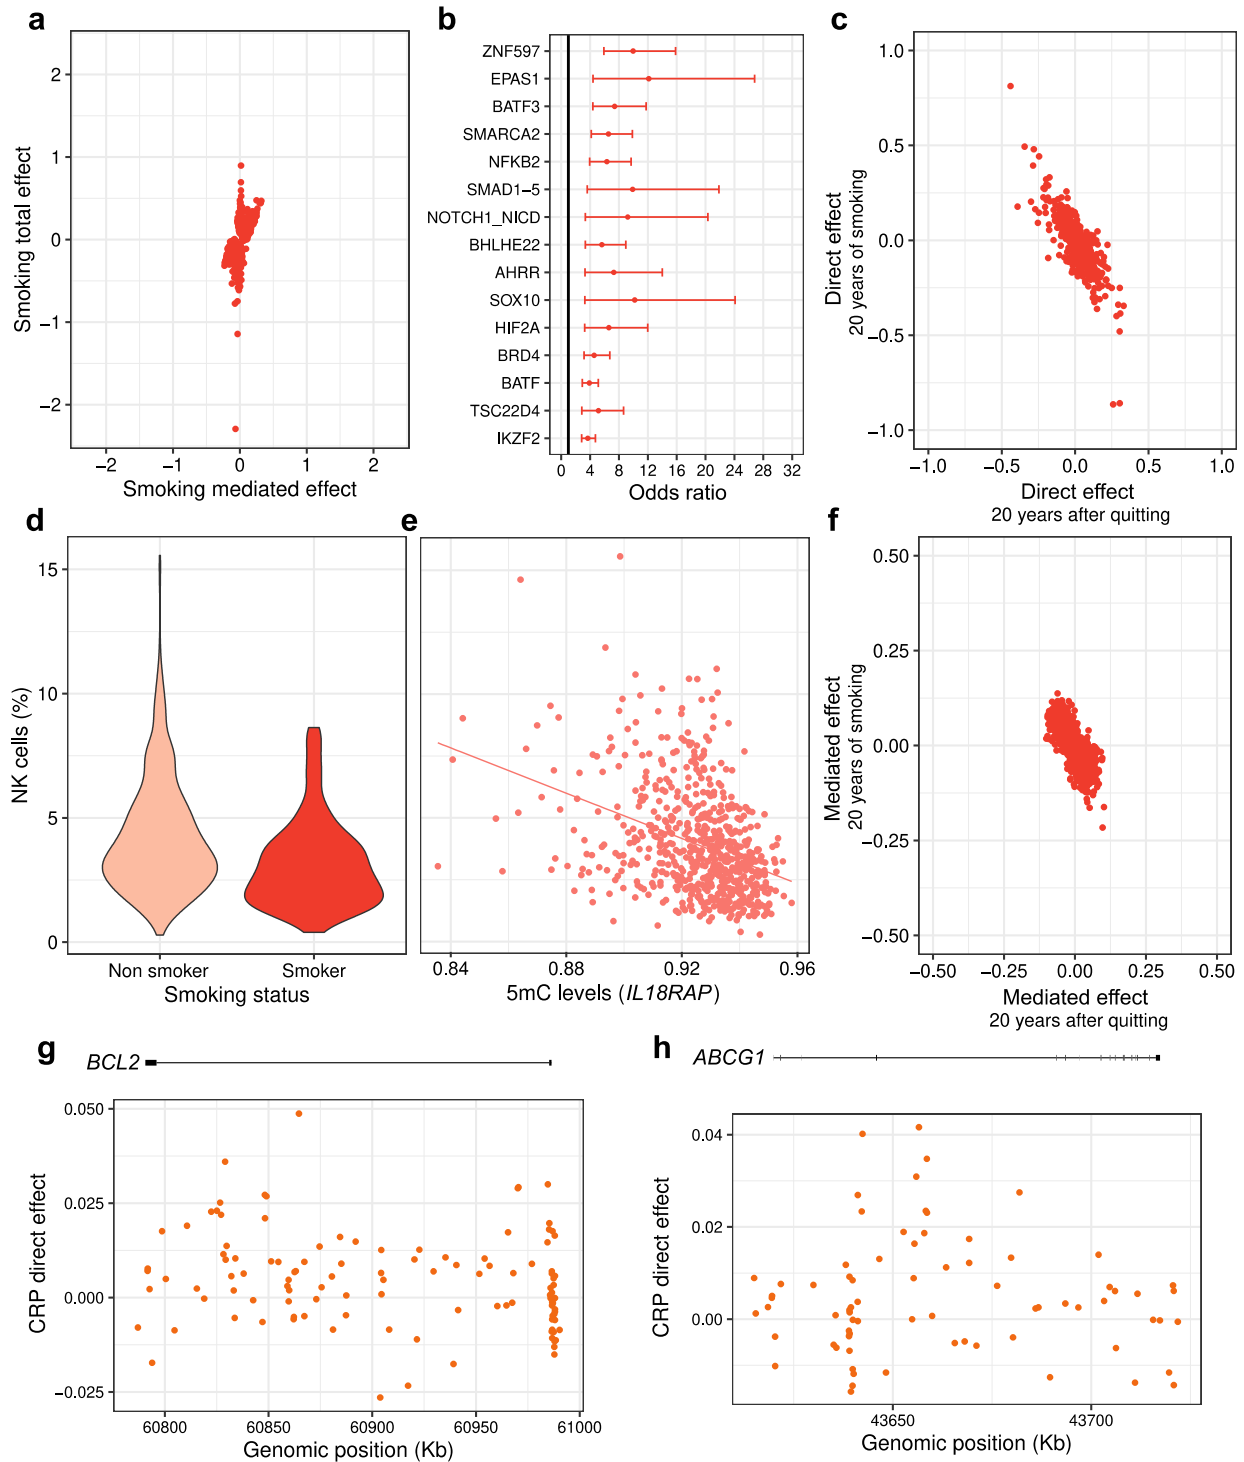 a
2
1
0
−1
−2
−2
−1
0
1
2
Smoking total effect
Smoking mediated effect
b
ZNF597
EPAS1
BATF3
SMARCA2
NFKB2
SMAD1−5
NOTCH1_NICD
BHLHE22
AHRR
SOX10
HIF2A
BRD4
BATF
TSC22D4
IKZF2
0 4 8 12 16 20 24 28 32
Odds ratio
c
1.0
0.5
0.0
−0.5
−1.0
−1.0 −0.5 0.0 0.5 1.0
Direct effect
20 years of smoking
Direct effect
20 years after quitting
d
15
10
5
0
NK cells (%)
Non smoker
Smoker
Smoking status
e
0.84 0.88 0.92 0.96
5mC levels (IL18RAP)
f
0.50
0.25
0.00
−0.25
−0.50
−0.50 −0.25 0.00 0.25 0.50
Mediated effect
20 years of smoking
Mediated effect
20 years after quitting
g
BCL2
0.050
0.025
0.000
−0.025
CRP direct effect
60800 60850 60900 60950 61000
Genomic position (Kb)
h
ABCG1
0.04
0.02
0.00
CRP direct effect
43650 43700
Genomic position (Kb)